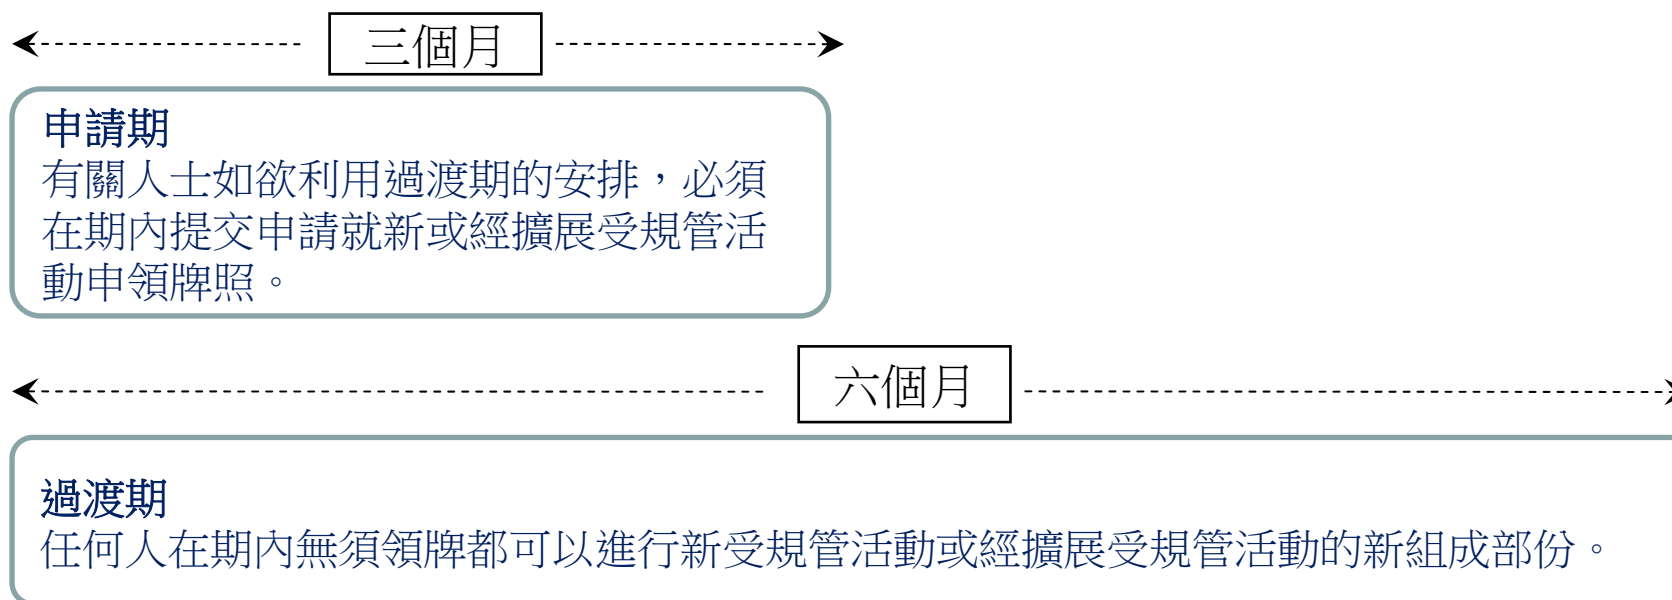 三個月
申請期
有關人士如欲利用過渡期的安排，必須
在期內提交申請就新或經擴展受規管活
動申領牌照。
六個月
過渡期
任何人在期內無須領牌都可以進行新受規管活動或經擴展受規管活動的新組成部份。